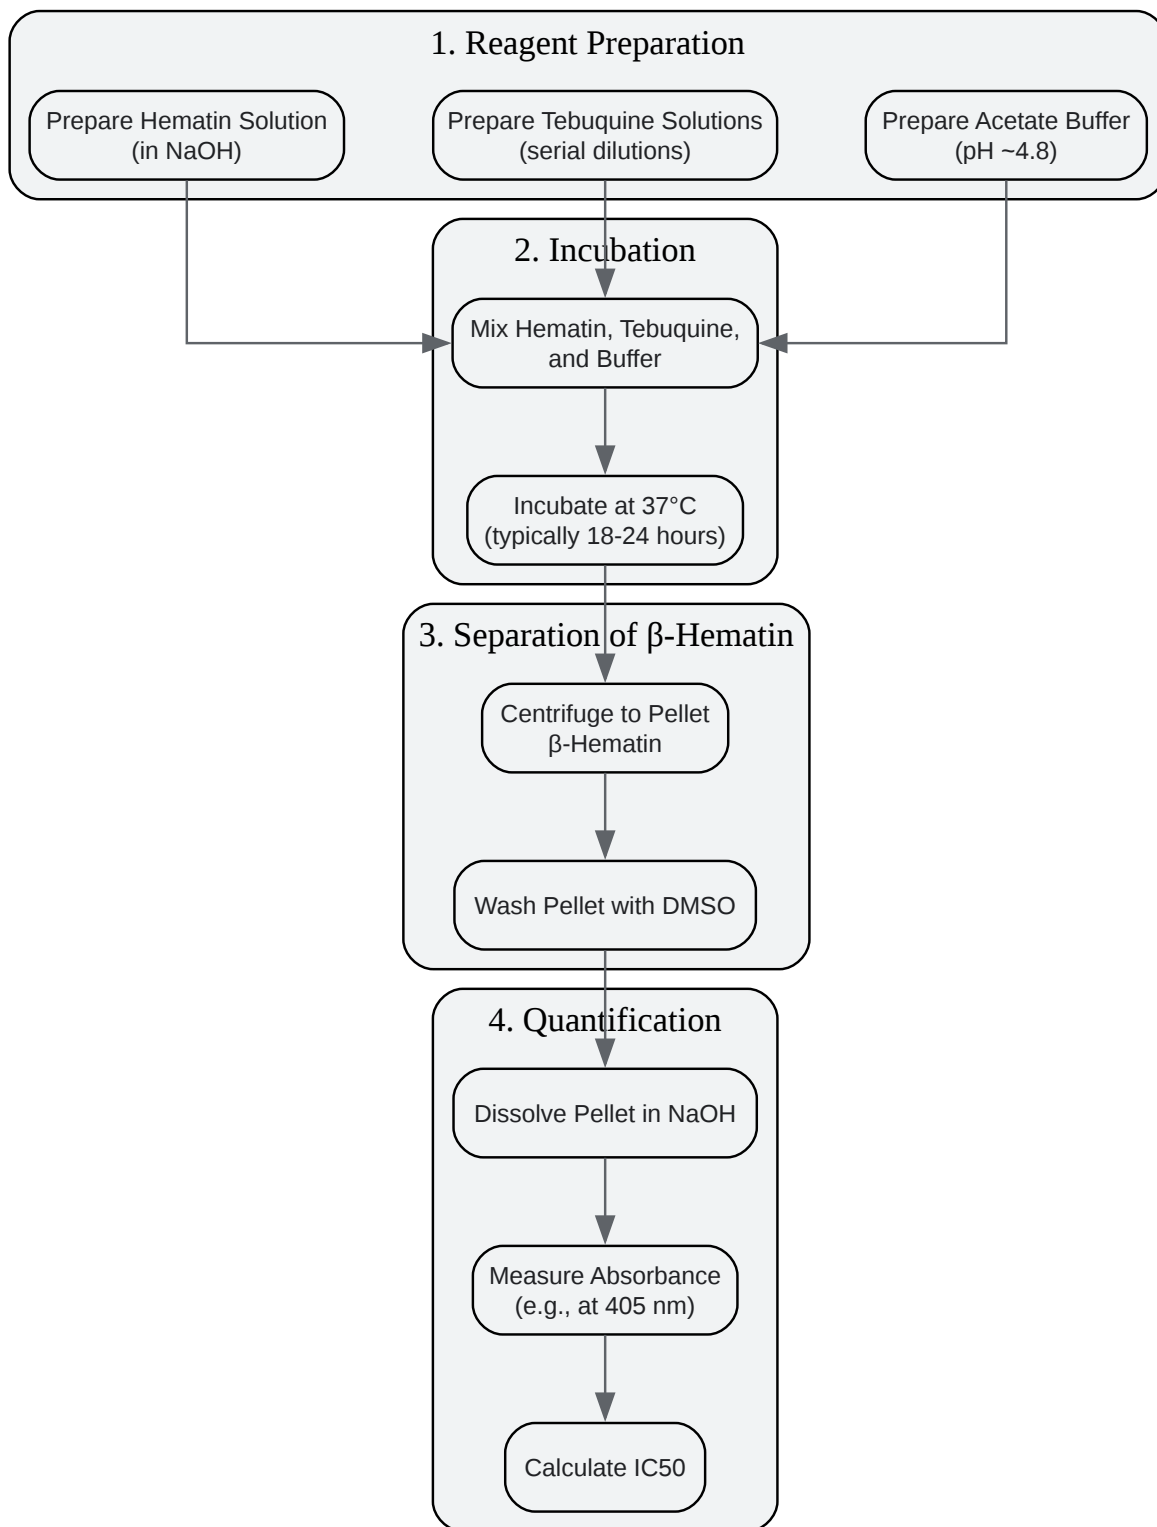 1. Reagent Preparation
Prepare Hematin Solution
(in NaOH)
Prepare Tebuquine Solutions
(serial dilutions)
Prepare Acetate Buffer
(pH ~4.8)
2. Incubation
Mix Hematin, Tebuquine,
and Buffer
Incubate at 37°C
(typically 18-24 hours)
3. Separation of β-Hematin
Centrifuge to Pellet
β-Hematin
Wash Pellet with DMSO
4. Quantification
Dissolve Pellet in NaOH
Measure Absorbance
(e.g., at 405 nm)
Calculate IC50